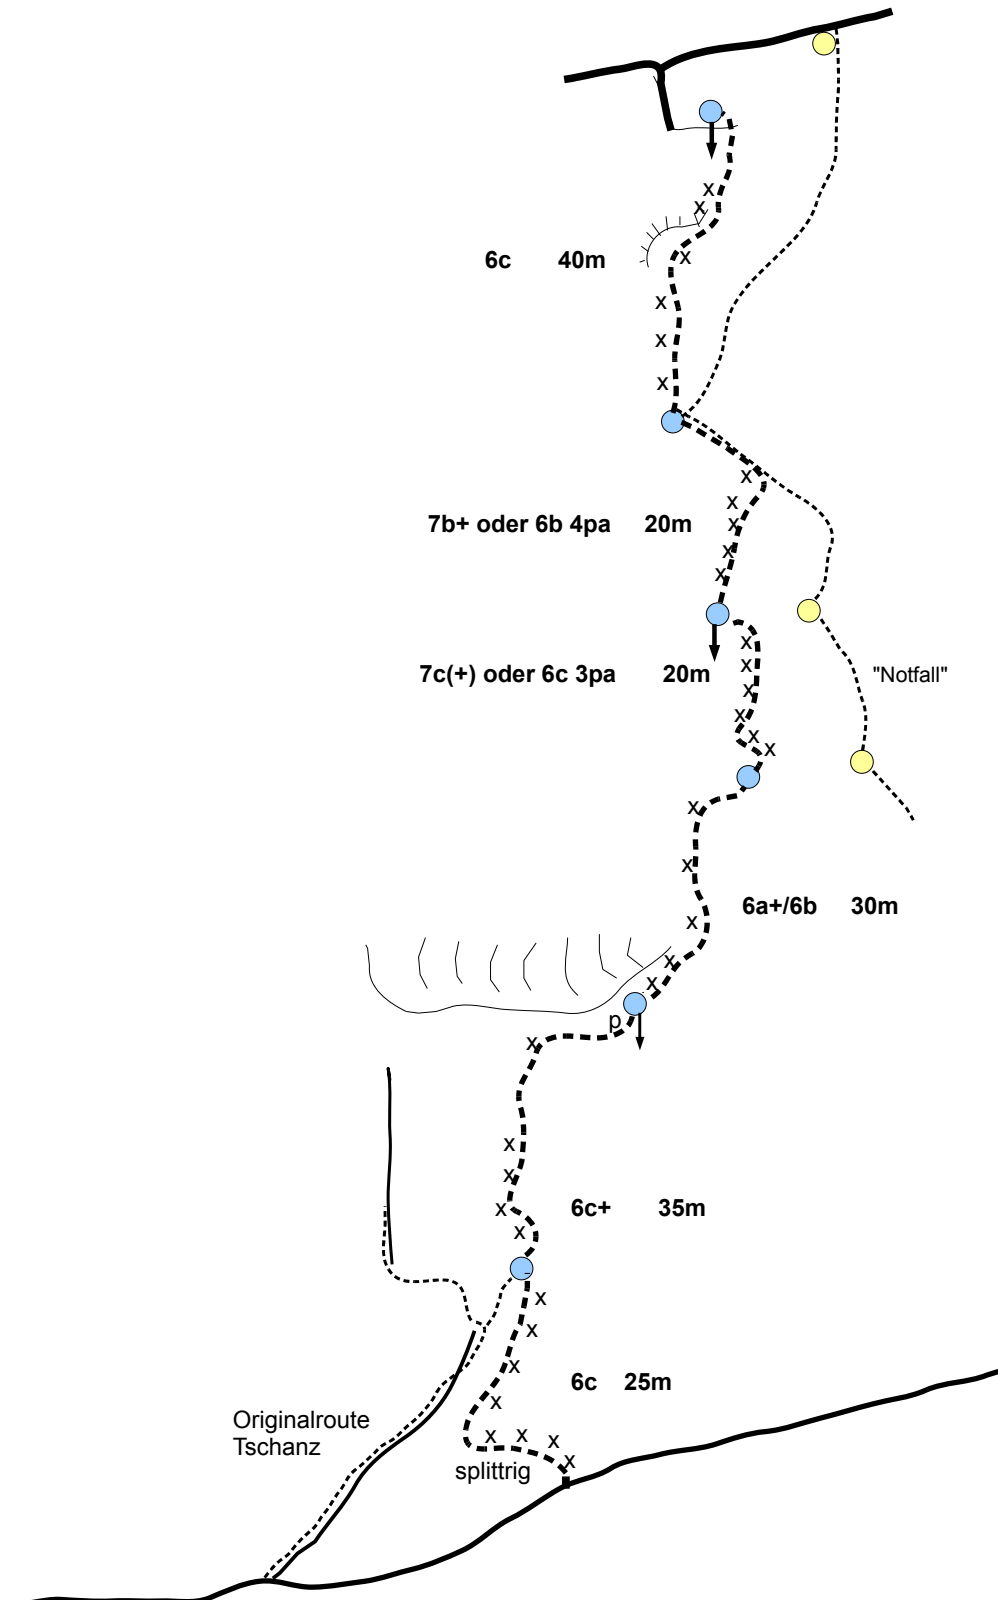 6c 40m
7b+ oder 6b 4pa 20m
7c(+) oder 6c 3pa 20m
"Notfall"
6a+/6b 30m
p
6c+ 35m
6c 25m
Originalroute
Tschanz
splittrig